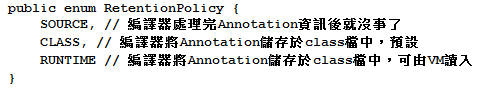 public enum RetentionPolicy {
    SOURCE, // 編譯器處理完Annotation資訊後就沒事了
    CLASS, // 編譯器將Annotation儲存於class檔中，預設
    RUNTIME // 編譯器將Annotation儲存於class檔中，可由VM讀入
}